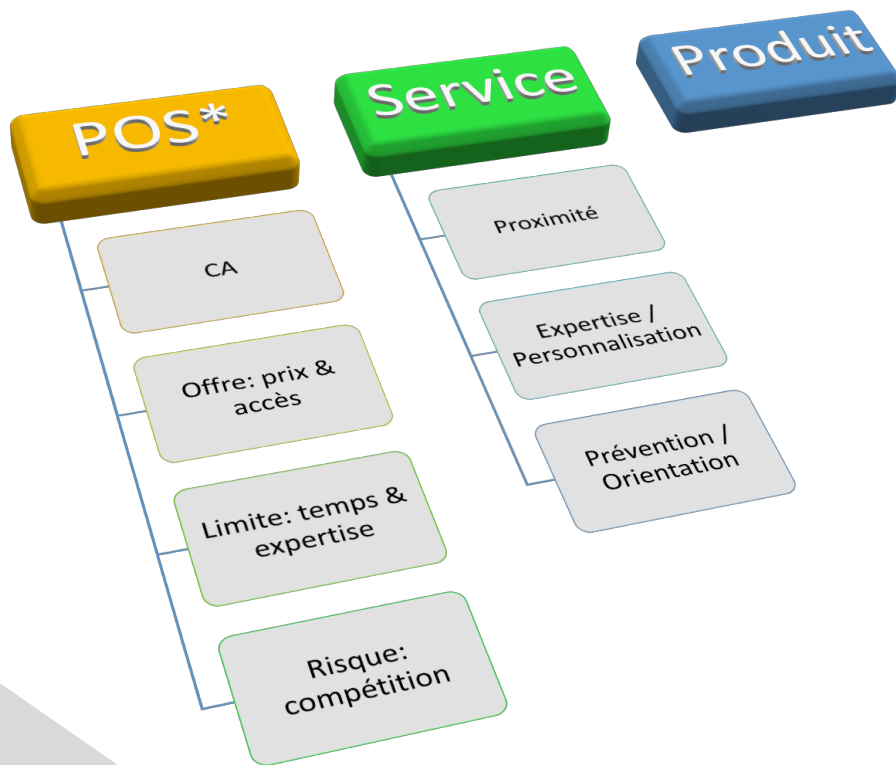 POS*
CA
Offre: prix &
accès
Limite: temps &
expertise
Risque:
compétition
Service
Proximité
Expertise /
Personnalisation
Prévention /
Orientation
Produit